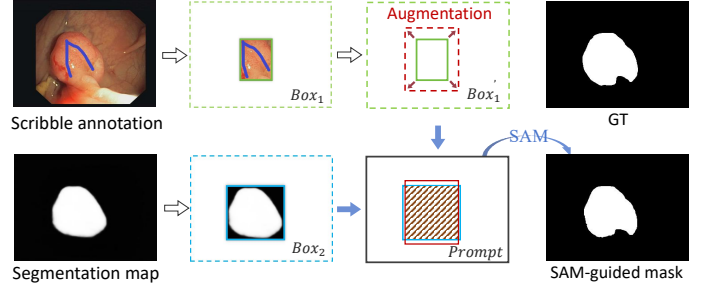 Augmentation
Box₁
Box₁'
Scribble annotation
GT
SAM
Box₂
Prompt
Segmentation map
SAM-guided mask